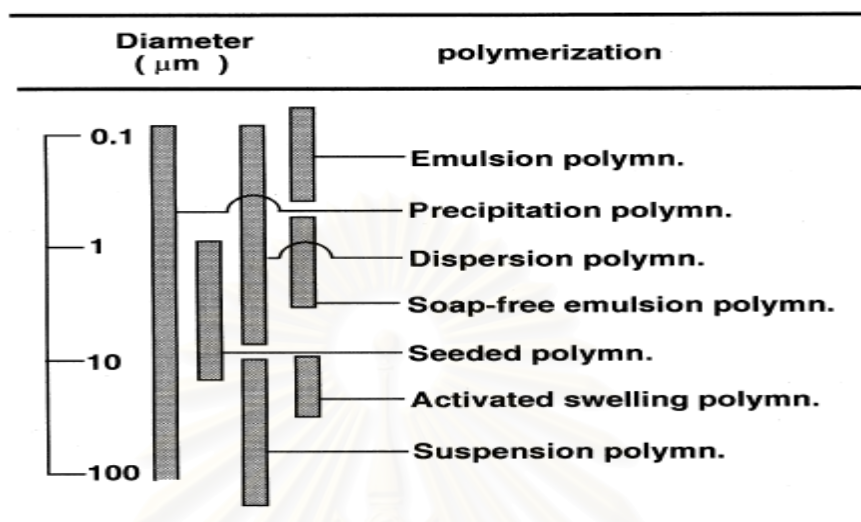 Diameter
( μm )
polymerization
0.1
1
10
100
Emulsion polymn.
Precipitation polymn.
Dispersion polymn.
Soap-free emulsion polymn.
Seeded polymn.
Activated swelling polymn.
Suspension polymn.